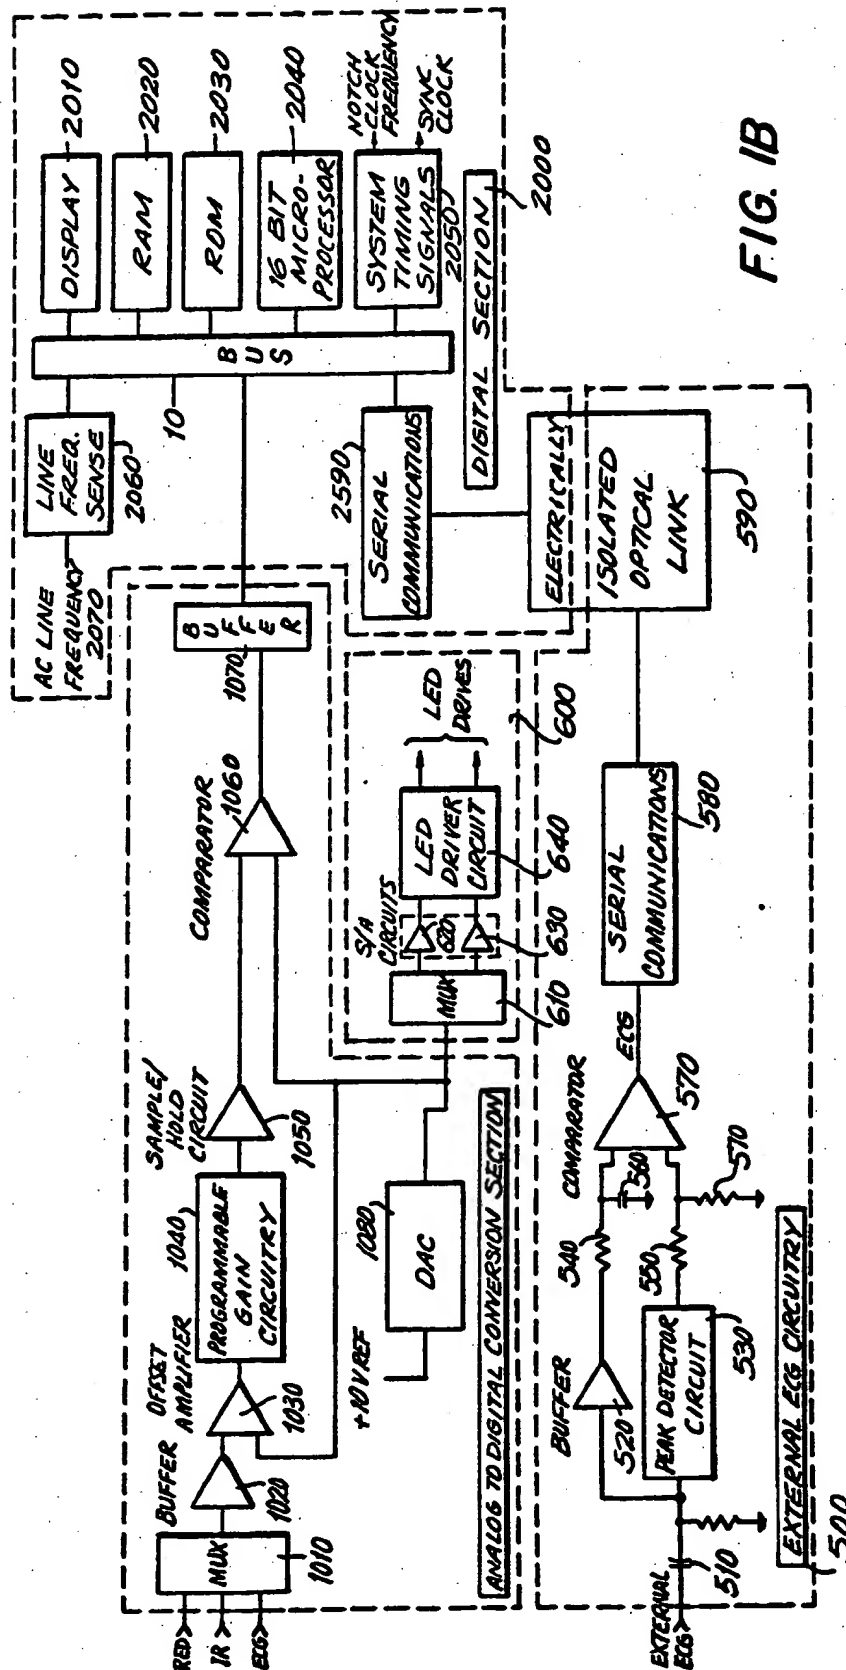 RED
IR
ECG
MUX
1010
BUFFER
1020
OFFSET
AMPLIFIER
1030
1040
PROGRAMMABLE
GAIN
CIRCUITRY
SAMPLE/
HOLD
CIRCUIT
1050
COMPARATOR
1060
1070
BUFFER
+10 V REF
1080
DAC
ANALOG TO DIGITAL CONVERSION SECTION
MUX
610
S/H
CIRCUITS
620
630
LED
DRIVER
CIRCUIT
640
LED
DRIVES
600
AC LINE
FREQUENCY
2070
LINE
FREQ.
SENSE
2060
10
BUS
DISPLAY
2010
RAM
2020
ROM
2030
16 BIT
MICRO-
PROCESSOR
2040
SYSTEM
TIMING
SIGNALS
2050
NOTCH
CLOCK
FREQUENCY
SYNC
CLOCK
DIGITAL SECTION
2000
2590
SERIAL
COMMUNICATIONS
ELECTRICALLY
ISOLATED
OPTICAL
LINK
590
EXTERNAL
ECG
510
BUFFER
520
PEAK DETECTOR
CIRCUIT
530
540
550
560
570
COMPARATOR
570
ECG
SERIAL
COMMUNICATIONS
580
EXTERNAL ECG CIRCUITRY
500
FIG. 1B